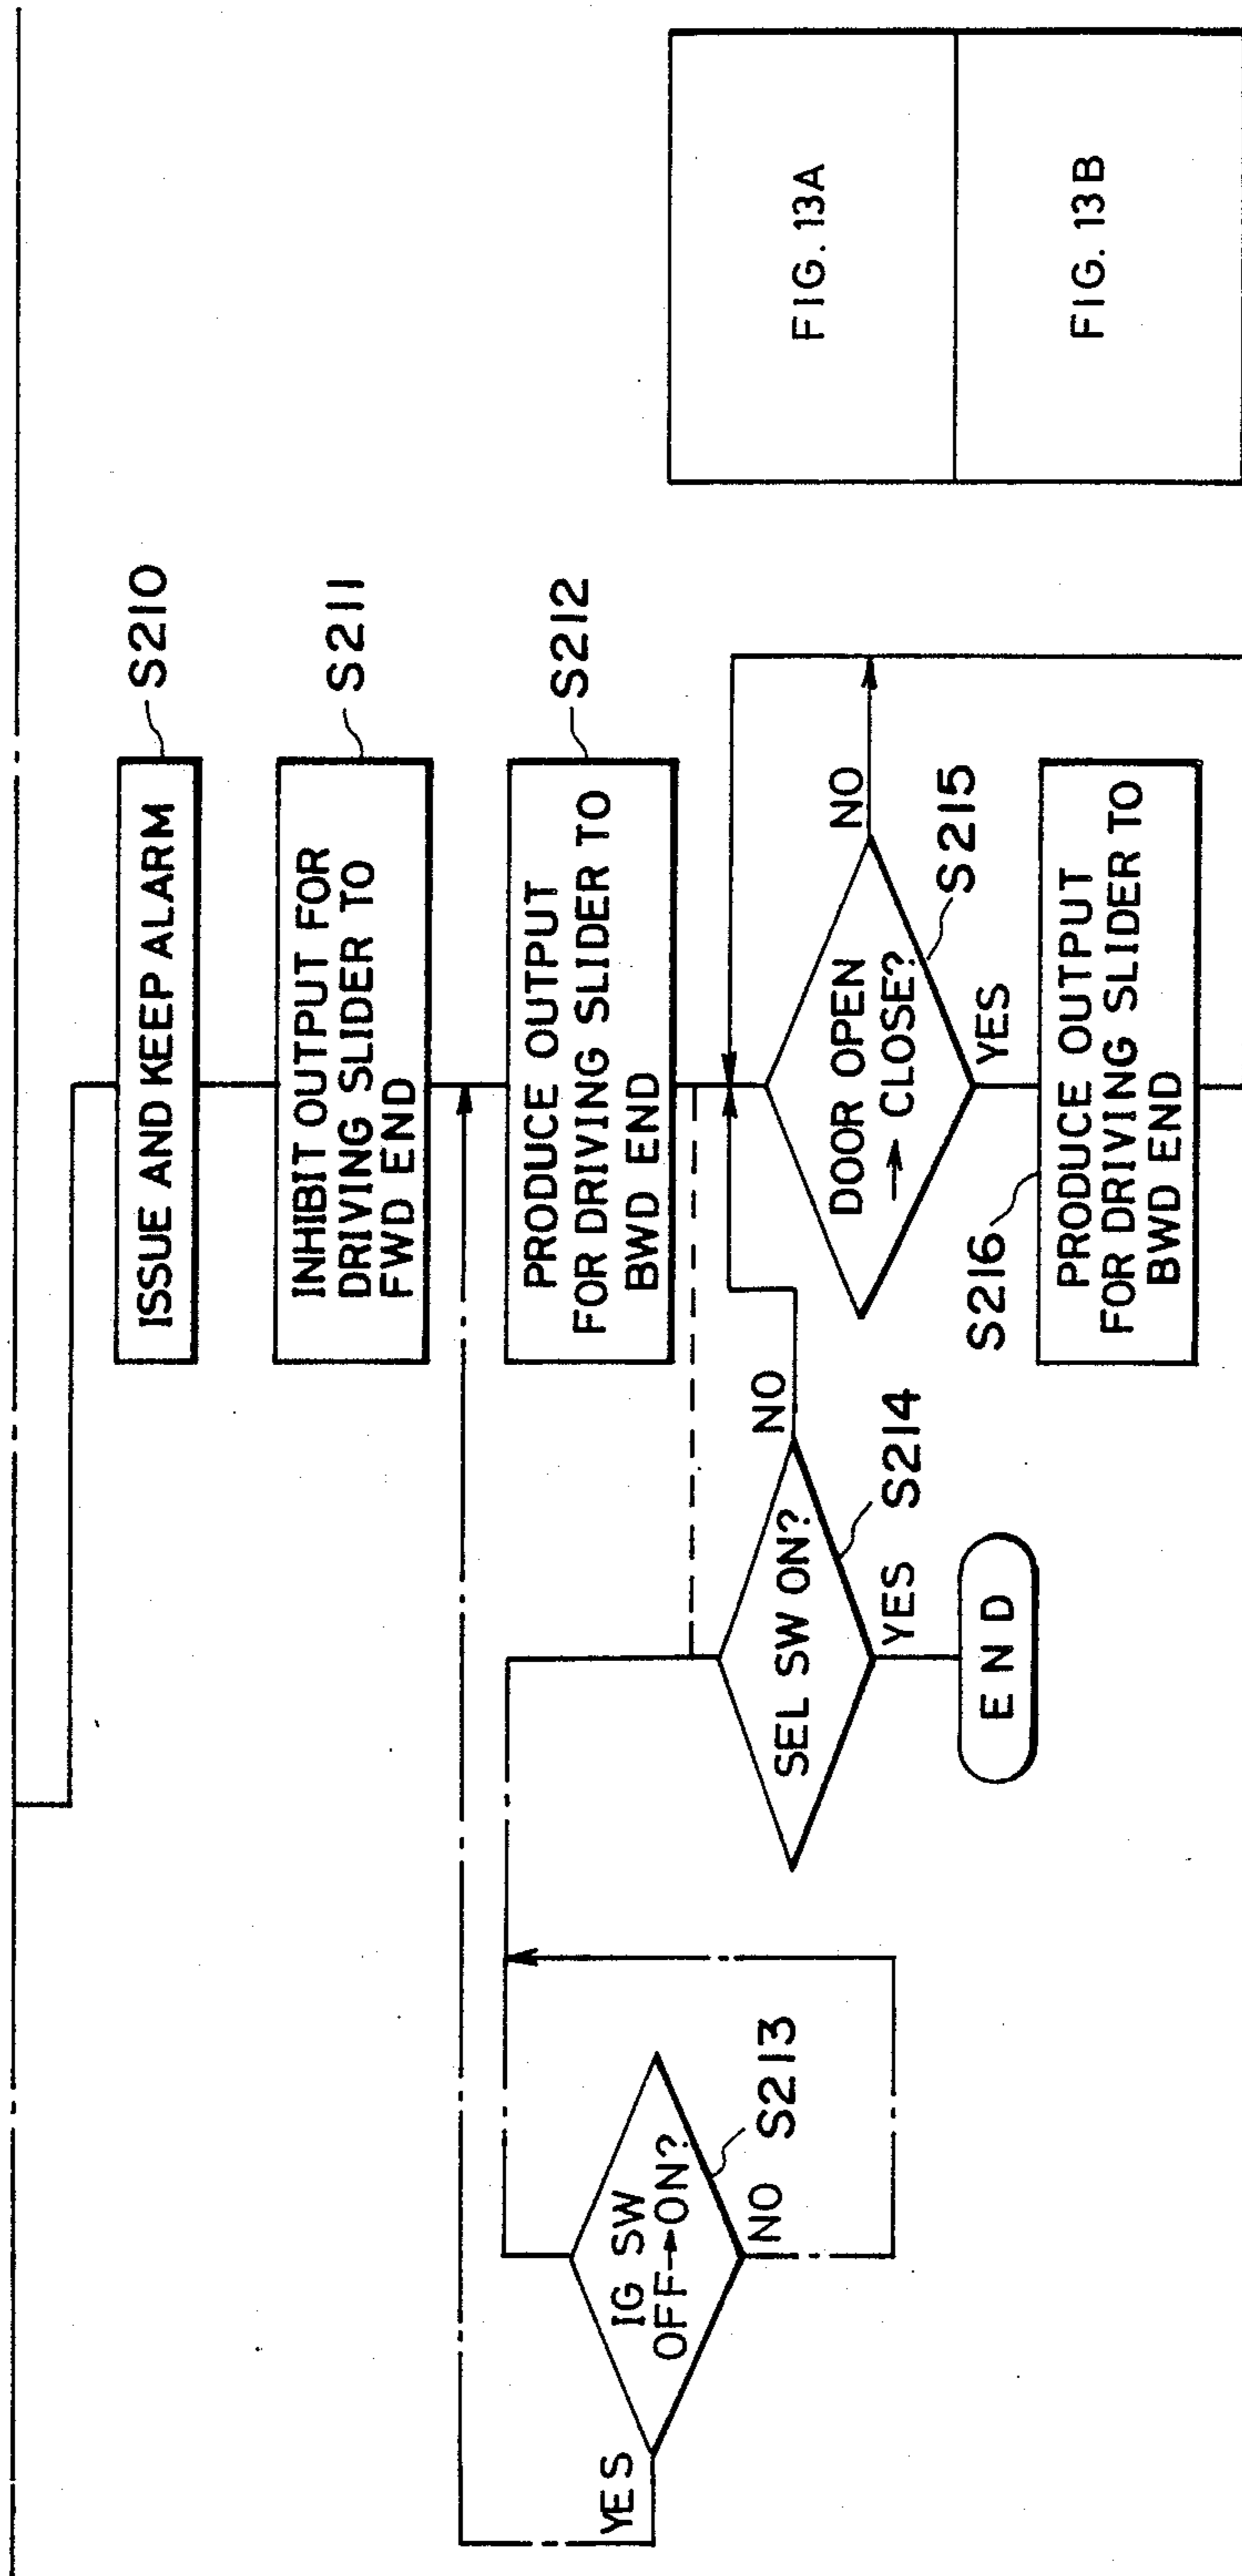 ISSUE AND KEEP ALARM
S210
INHIBIT OUTPUT FOR
DRIVING SLIDER TO
FWD END
S211
PRODUCE OUTPUT
FOR DRIVING SLIDER TO
BWD END
S212
IG SW
OFF→ON?
YES
NO
S213
SEL SW ON?
NO
S214
YES
END
DOOR OPEN
→ CLOSE?
NO
S215
YES
S216
PRODUCE OUTPUT
FOR DRIVING SLIDER TO
BWD END
FIG. 13A
FIG. 13B